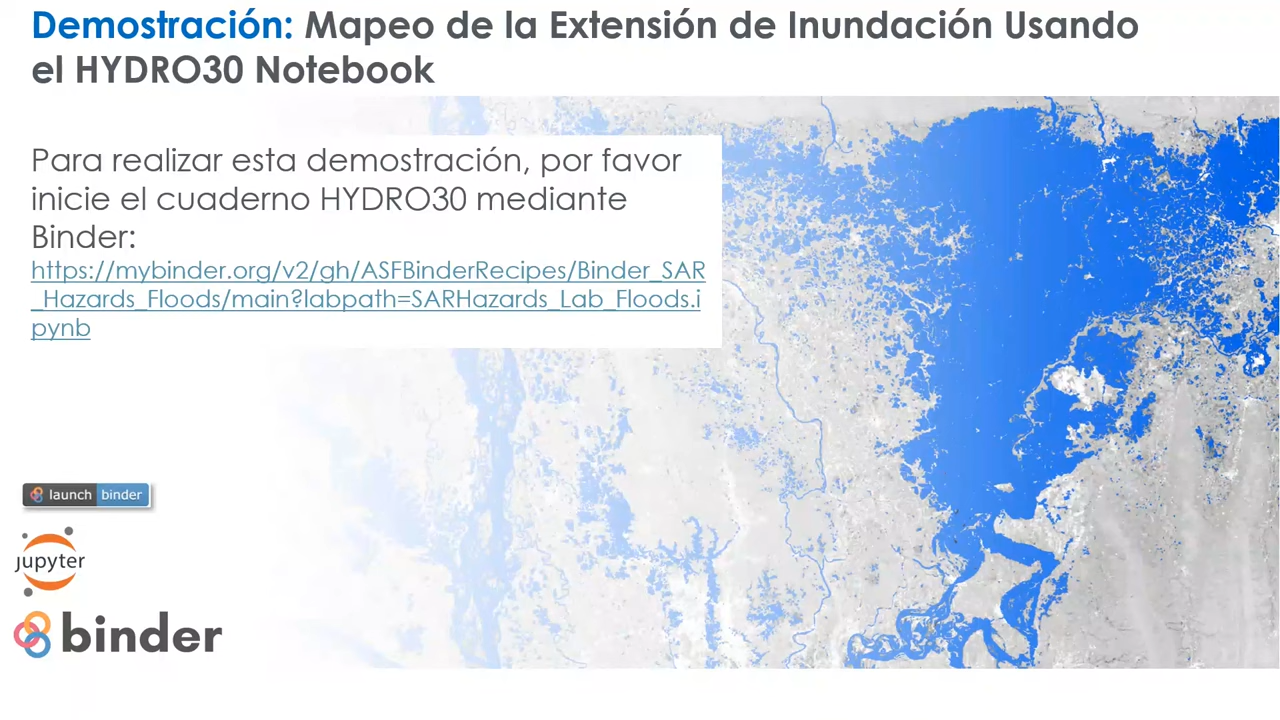 Demostración: Mapeo de la Extensión de Inundación Usando
el HYDRO30 Notebook
Para realizar esta demostración, por favor
inicie el cuaderno HYDRO30 mediante
Binder:
https://mybinder.org/v2/gh/ASFBinderRecipes/Binder_SAR
_Hazards_Floods/main?labpath=SARHazards_Lab_Floods.i
pynb
launch binder
jupyter
binder